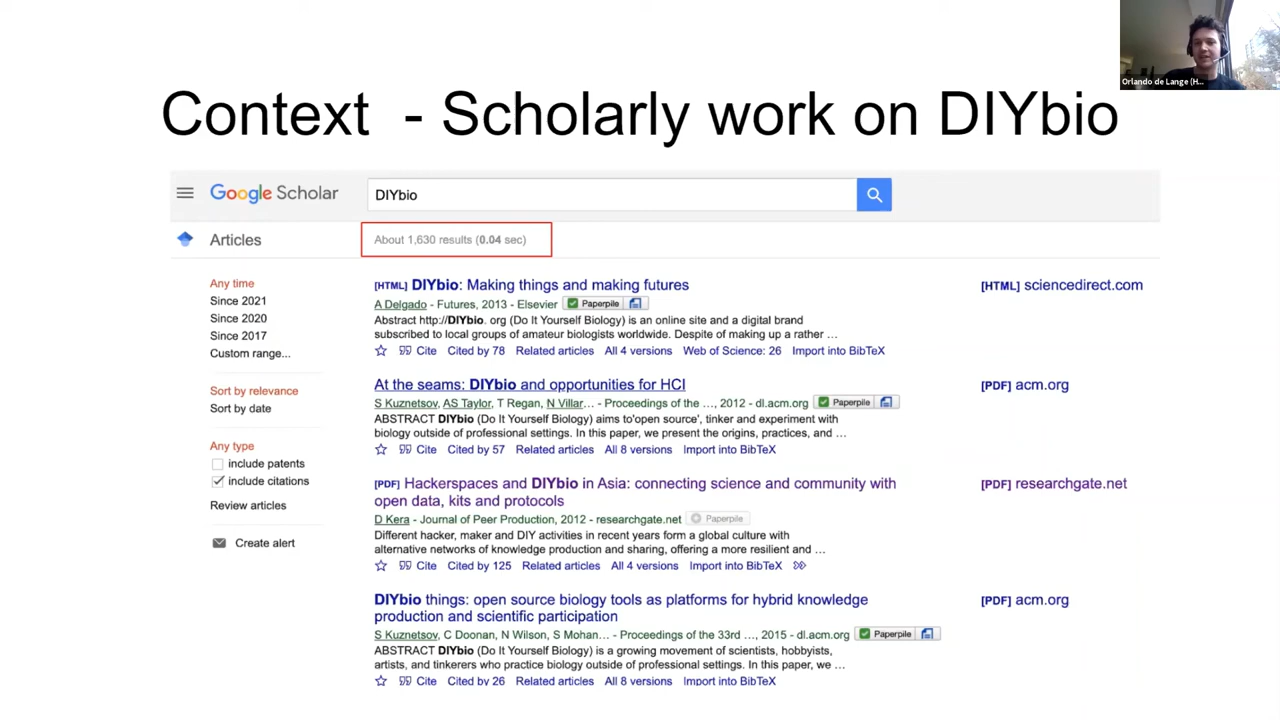 Orlando de Lange (H...
Context - Scholarly work on DIYbio
Google Scholar
DIYbio
Articles
About 1,630 results (0.04 sec)
Any time
Since 2021
Since 2020
Since 2017
Custom range...
Sort by relevance
Sort by date
Any type
include patents
include citations
Review articles
Create alert
[HTML] DIYbio: Making things and making futures
[HTML] sciencedirect.com
A Delgado - Futures, 2013 - Elsevier Paperpile
Abstract http://DIYbio. org (Do It Yourself Biology) is an online site and a digital brand
subscribed to local groups of amateur biologists worldwide. Despite of making up a rather …
Cite Cited by 78 Related articles All 4 versions Web of Science: 26 Import into BibTeX
At the seams: DIYbio and opportunities for HCI
[PDF] acm.org
S Kuznetsov, AS Taylor, T Regan, N Villar… - Proceedings of the …, 2012 - dl.acm.org Paperpile
ABSTRACT DIYbio (Do It Yourself Biology) aims to'open source', tinker and experiment with
biology outside of professional settings. In this paper, we present the origins, practices, and …
Cite Cited by 57 Related articles All 8 versions Import into BibTeX
[PDF] Hackerspaces and DIYbio in Asia: connecting science and community with
open data, kits and protocols
[PDF] researchgate.net
D Kera - Journal of Peer Production, 2012 - researchgate.net Paperpile
Different hacker, maker and DIY activities in recent years form a global culture with
alternative networks of knowledge production and sharing, offering a more resilient and …
Cite Cited by 125 Related articles All 4 versions Import into BibTeX
DIYbio things: open source biology tools as platforms for hybrid knowledge
production and scientific participation
[PDF] acm.org
S Kuznetsov, C Doonan, N Wilson, S Mohan… - Proceedings of the 33rd …, 2015 - dl.acm.org Paperpile
ABSTRACT DIYbio (Do It Yourself Biology) is a growing movement of scientists, hobbyists,
artists, and tinkerers who practice biology outside of professional settings. In this paper, we …
Cite Cited by 26 Related articles All 8 versions Import into BibTeX